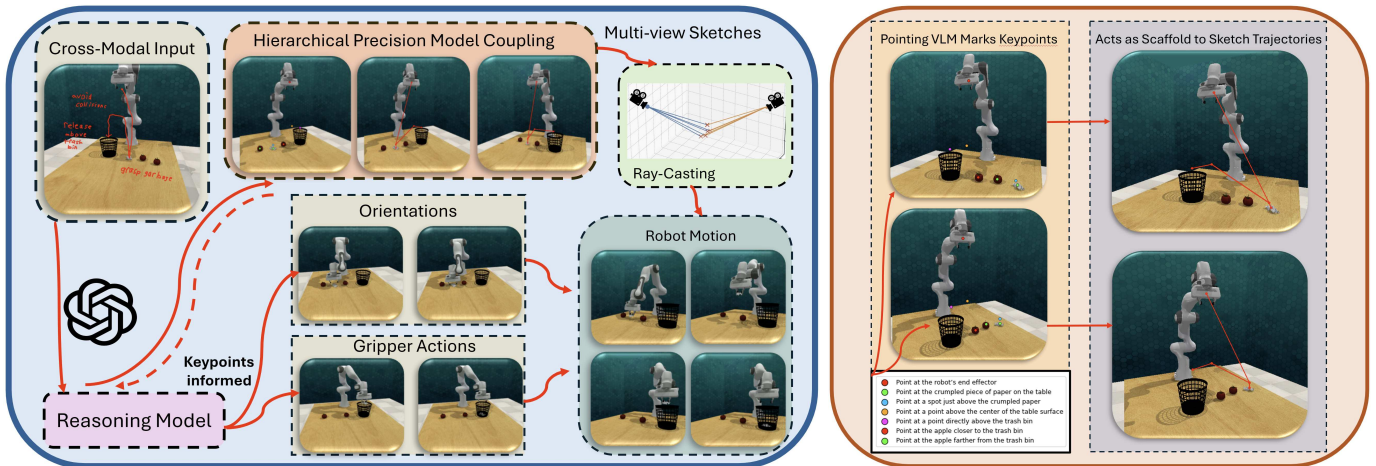 Cross-Modal Input
avoid
collisions
release
above
trash
bin
grasp garbage
Hierarchical Precision Model Coupling
Multi-view Sketches
Ray-Casting
Orientations
Robot Motion
Gripper Actions
Keypoints
informed
Reasoning Model
Pointing VLM Marks Keypoints
Acts as Scaffold to Sketch Trajectories
Point at the robot's end effector
Point at the crumpled piece of paper on the table
Point at a spot just above the crumpled paper
Point at a point above the center of the table surface
Point at a point directly above the trash bin
Point at the apple closer to the trash bin
Point at the apple farther from the trash bin